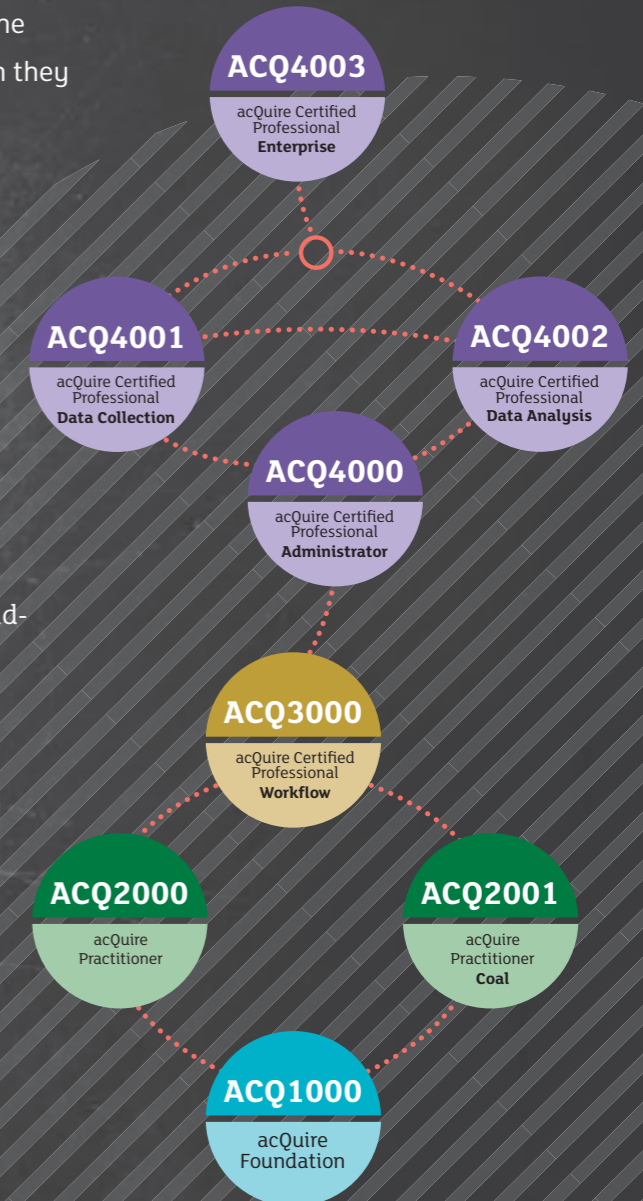 ne
n they
ACQ4003
acQuire Certified
Professional
Enterprise
ACQ4001
acQuire Certified
Professional
Data Collection
ACQ4002
acQuire Certified
Professional
Data Analysis
ACQ4000
acQuire Certified
Professional
Administrator
d-
ACQ3000
acQuire Certified
Professional
Workflow
ACQ2000
acQuire
Practitioner
ACQ2001
acQuire
Practitioner
Coal
ACQ1000
acQuire
Foundation